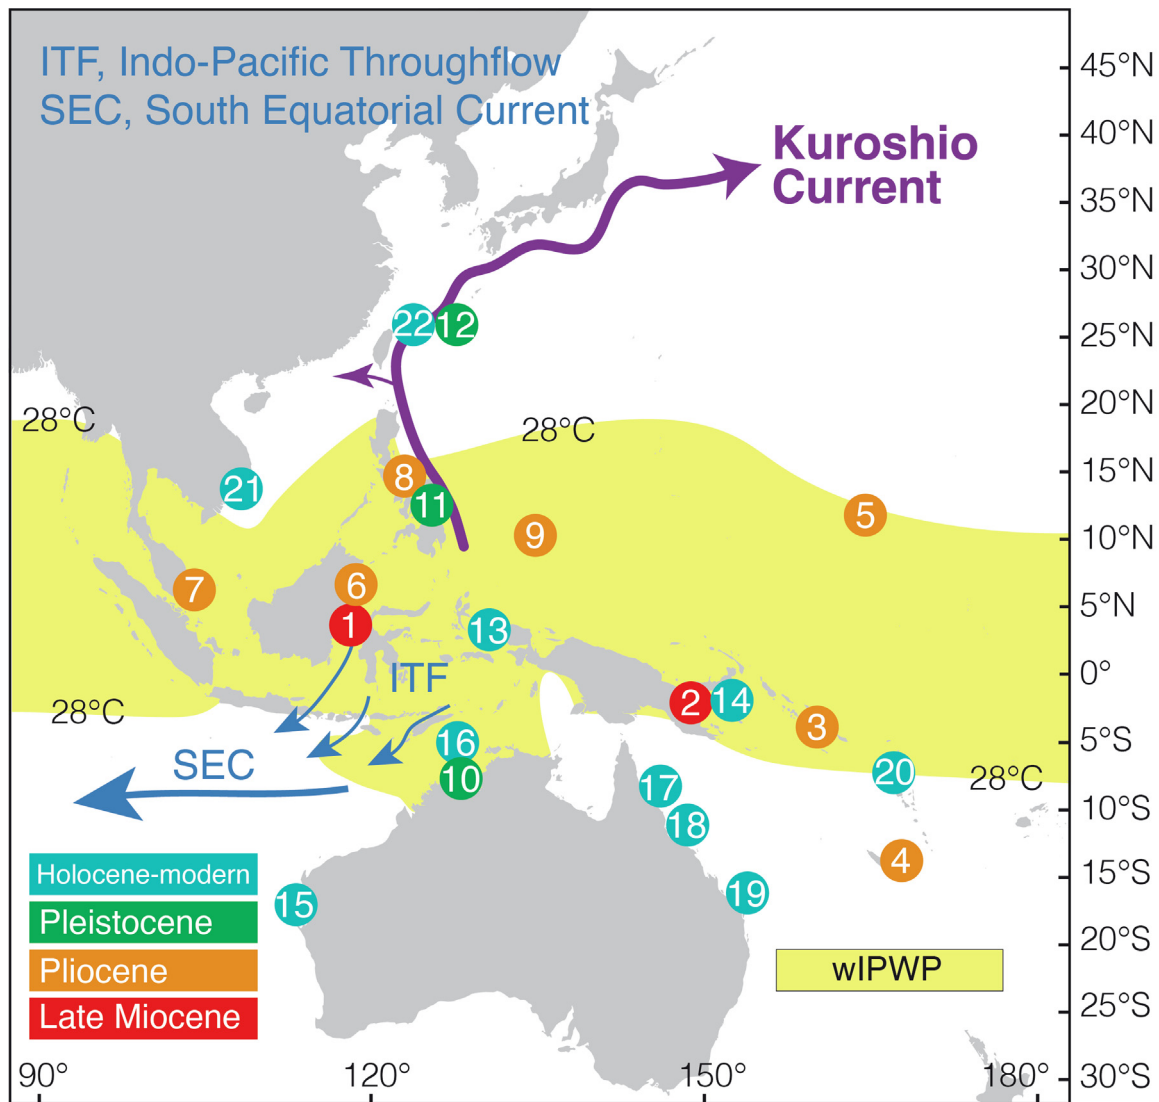 ITF, Indo-Pacific Throughflow
SEC, South Equatorial Current
Kuroshio
Current
45°N
40°N
35°N
30°N
25°N
20°N
15°N
10°N
5°N
0°
5°S
10°S
15°S
20°S
25°S
30°S
22
12
28°C
28°C
21
8
11
5
9
7
6
1
13
ITF
2
14
28°C
3
16
SEC
10
17
20
28°C
18
4
Holocene-modern
15
19
Pleistocene
Pliocene
wIPWP
Late Miocene
90°
120°
150°
180°